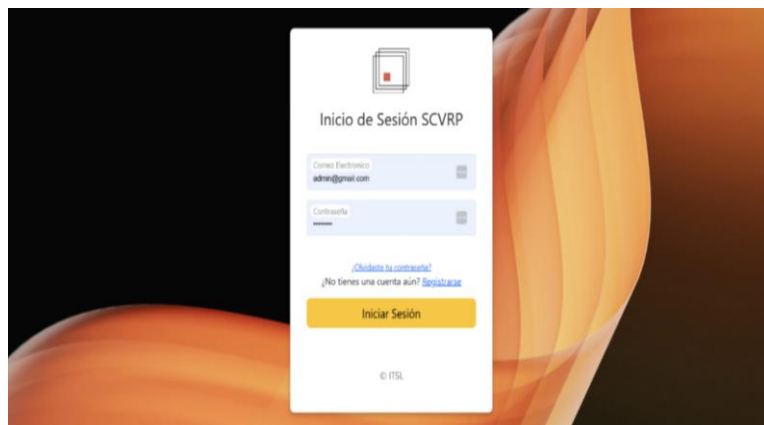 Inicio de Sesión SCVRP
Correo Electronico
admin@gmail.com
Contraseña
¿Olvidaste tu contraseña?
¿No tienes una cuenta aún? Registrarse
Iniciar Sesión
© ITSL